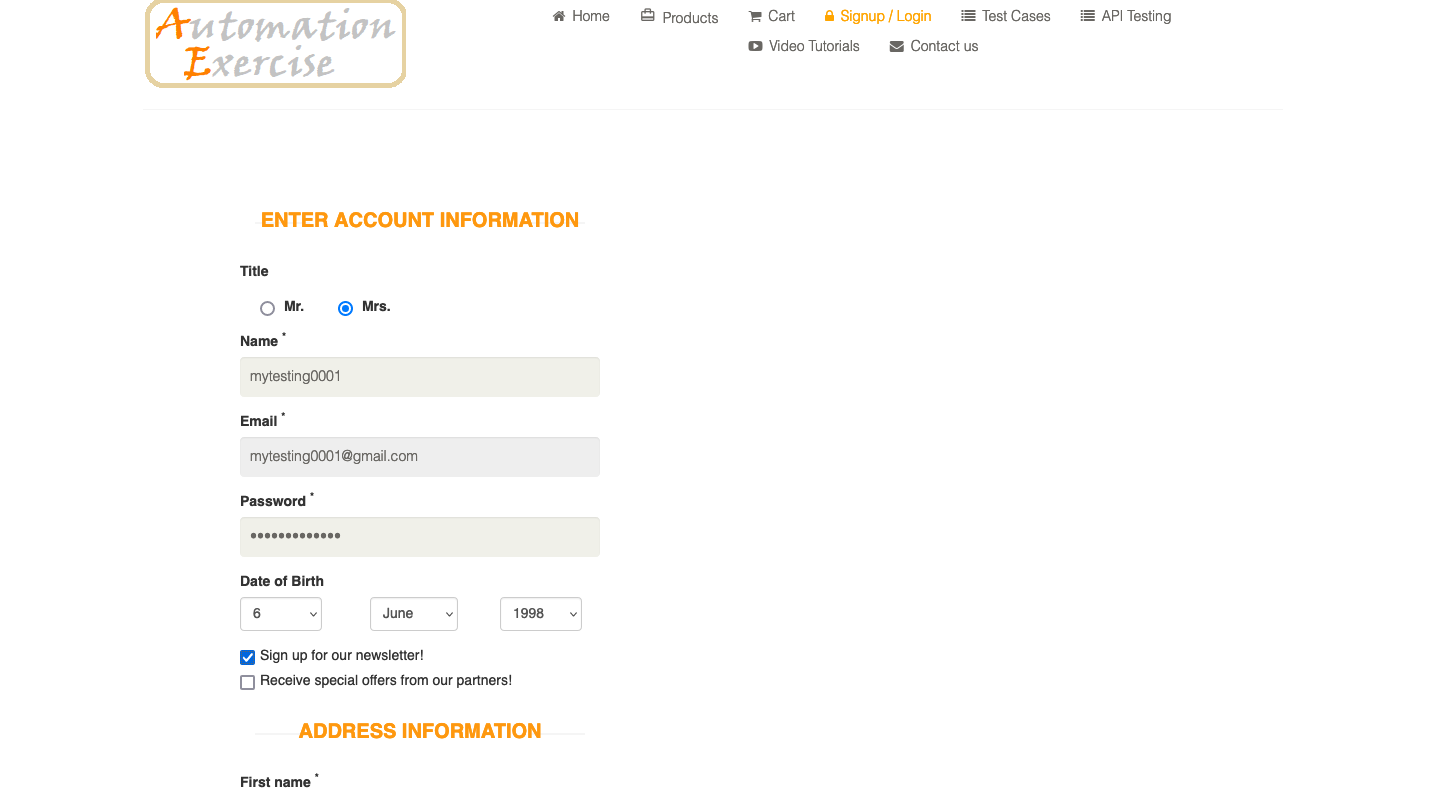 Automation
Exercise
Home Products Cart Signup / Login Test Cases API Testing
Video Tutorials Contact us
ENTER ACCOUNT INFORMATION
Title
Mr. Mrs.
Name *
mytesting0001
Email *
mytesting0001@gmail.com
Password *
•••••••••••••
Date of Birth
6 June 1998
Sign up for our newsletter!
Receive special offers from our partners!
ADDRESS INFORMATION
First name *